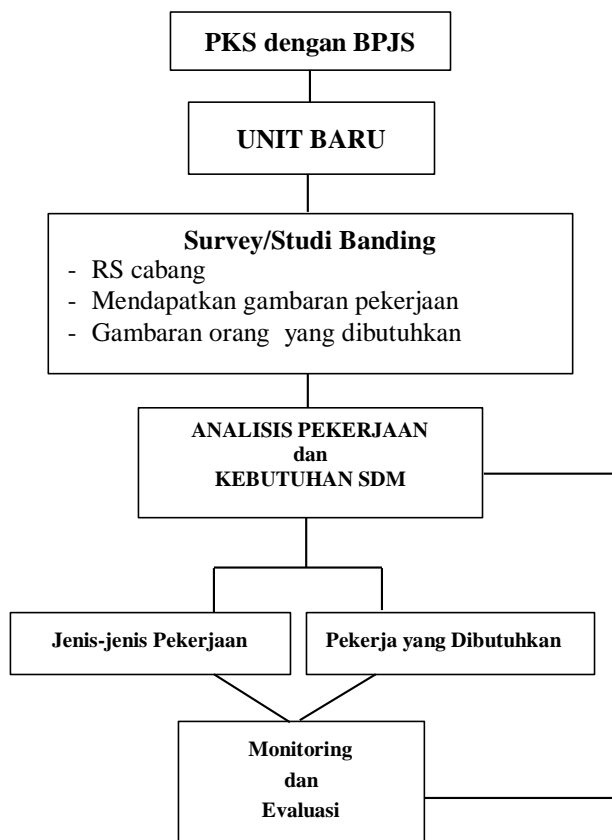 PKS dengan BPJS
UNIT BARU
Survey/Studi Banding
- RS cabang
- Mendapatkan gambaran pekerjaan
- Gambaran orang yang dibutuhkan
ANALISIS PEKERJAAN
dan
KEBUTUHAN SDM
Jenis-jenis Pekerjaan
Pekerja yang Dibutuhkan
Monitoring
dan
Evaluasi